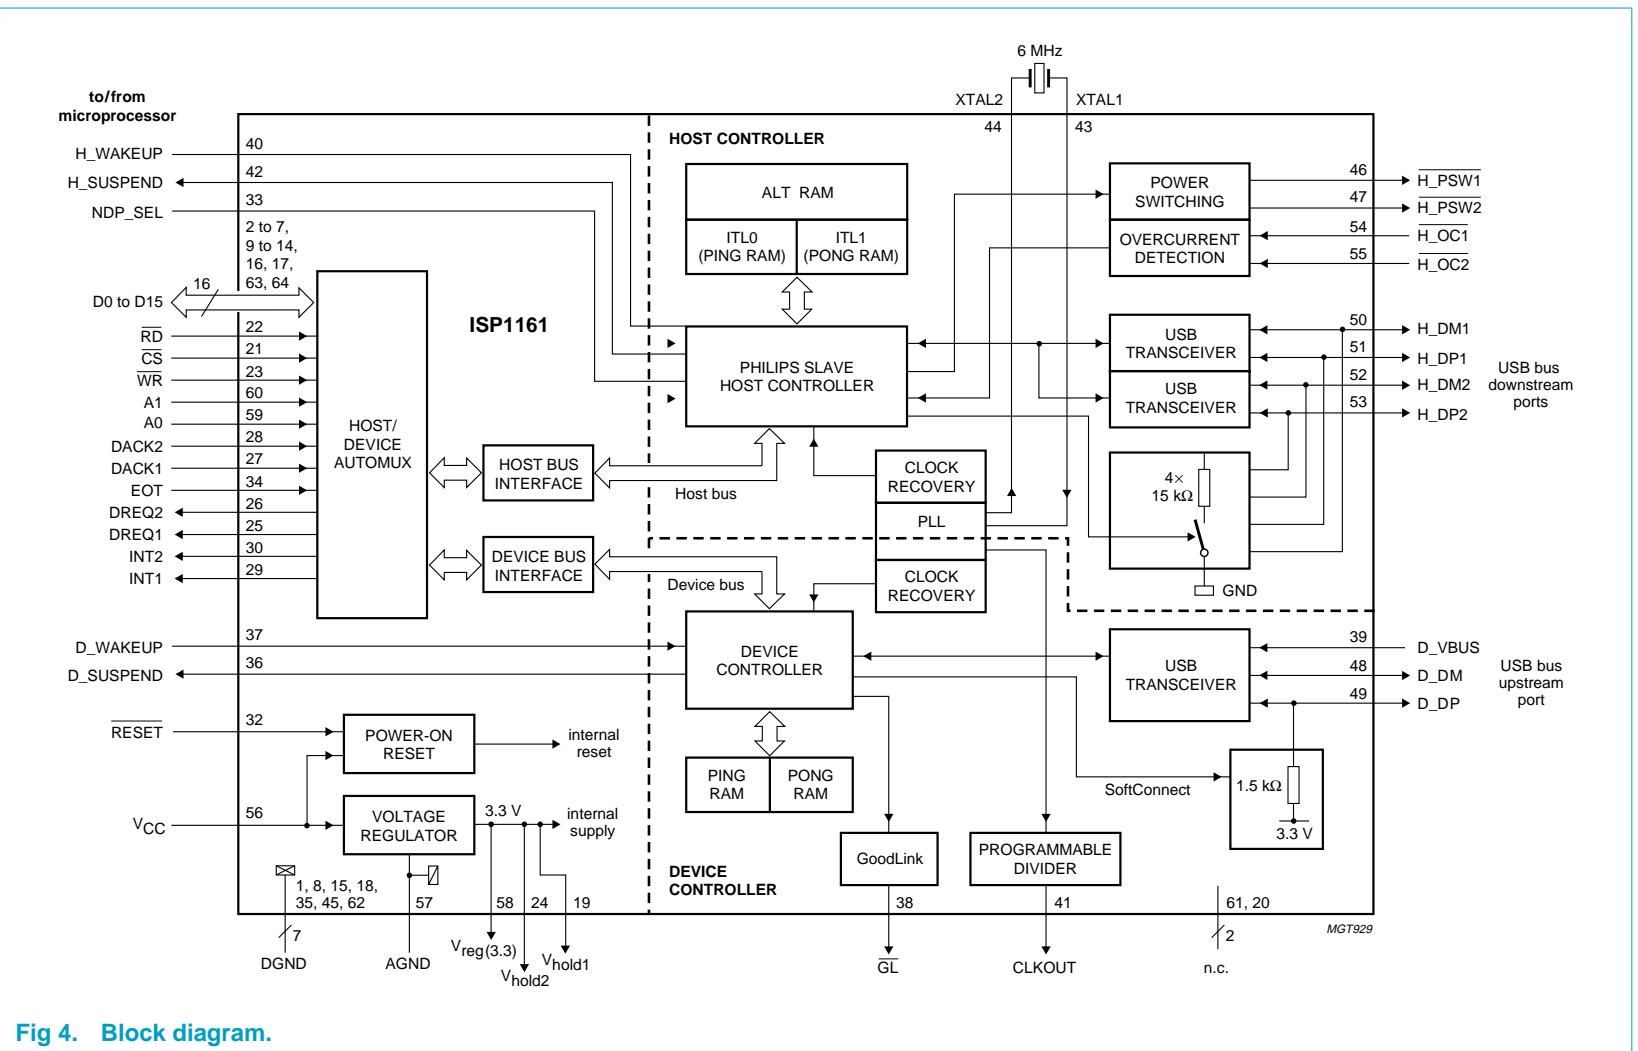 6 MHz
to/from
microprocessor
XTAL2
XTAL1
44
43
HOST CONTROLLER
H_WAKEUP
40
H_SUSPEND
42
NDP_SEL
33
2 to 7,
9 to 14,
16, 17,
63, 64
D0 to D15
16
RD
22
CS
21
WR
23
A1
60
A0
59
DACK2
28
DACK1
27
EOT
34
DREQ2
26
DREQ1
25
INT2
30
INT1
29
HOST/
DEVICE
AUTOMUX
ISP1161
HOST BUS
INTERFACE
Host bus
DEVICE BUS
INTERFACE
Device bus
ALT RAM
ITL0
(PING RAM)
ITL1
(PONG RAM)
PHILIPS SLAVE
HOST CONTROLLER
CLOCK
RECOVERY
PLL
CLOCK
RECOVERY
POWER
SWITCHING
OVERCURRENT
DETECTION
46
H_PSW1
47
H_PSW2
54
H_OC1
55
H_OC2
USB
TRANSCEIVER
USB
TRANSCEIVER
50
H_DM1
51
H_DP1
52
H_DM2
53
H_DP2
USB bus
downstream
ports
4×
15 kΩ
GND
D_WAKEUP
37
D_SUSPEND
36
DEVICE
CONTROLLER
USB
TRANSCEIVER
39
D_VBUS
48
D_DM
49
D_DP
USB bus
upstream
port
RESET
32
POWER-ON
RESET
internal
reset
PING
RAM
PONG
RAM
SoftConnect
1.5 kΩ
3.3 V
VCC
56
VOLTAGE
REGULATOR
3.3 V
internal
supply
GoodLink
PROGRAMMABLE
DIVIDER
DEVICE
CONTROLLER
1, 8, 15, 18,
35, 45, 62
57
58
24
19
38
41
61, 20
MGT929
7
DGND
AGND
Vreg(3.3)
Vhold2
Vhold1
GL
CLKOUT
2
n.c.
Fig 4. Block diagram.